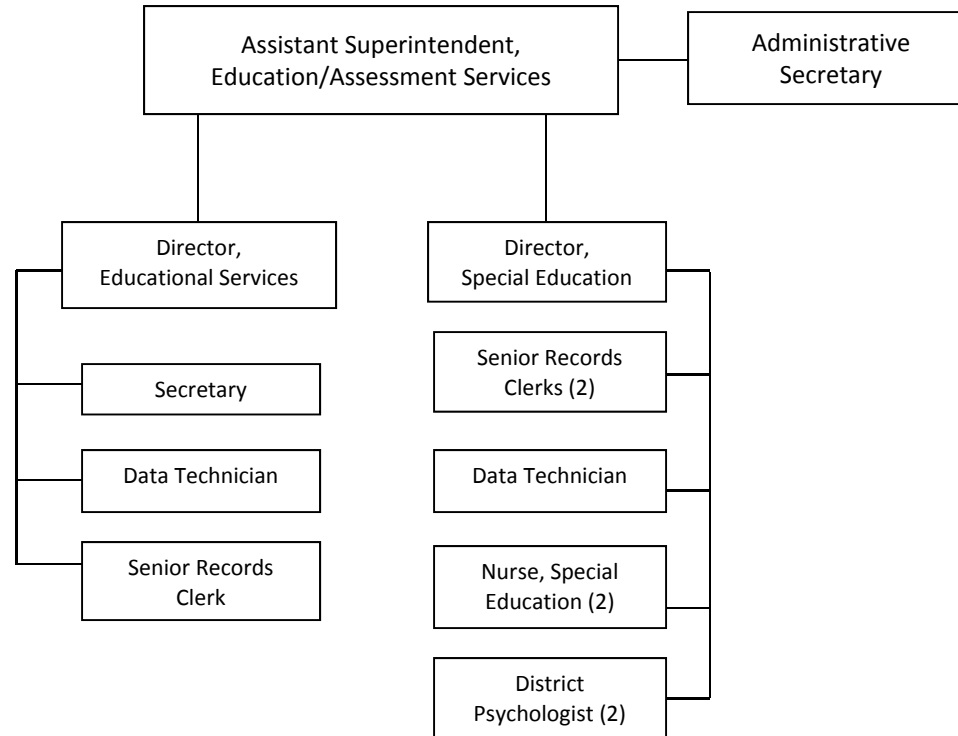 Assistant Superintendent,
Education/Assessment Services
Administrative
Secretary
Director,
Educational Services
Secretary
Data Technician
Senior Records
Clerk
Director,
Special Education
Senior Records
Clerks (2)
Data Technician
Nurse, Special
Education (2)
District
Psychologist (2)